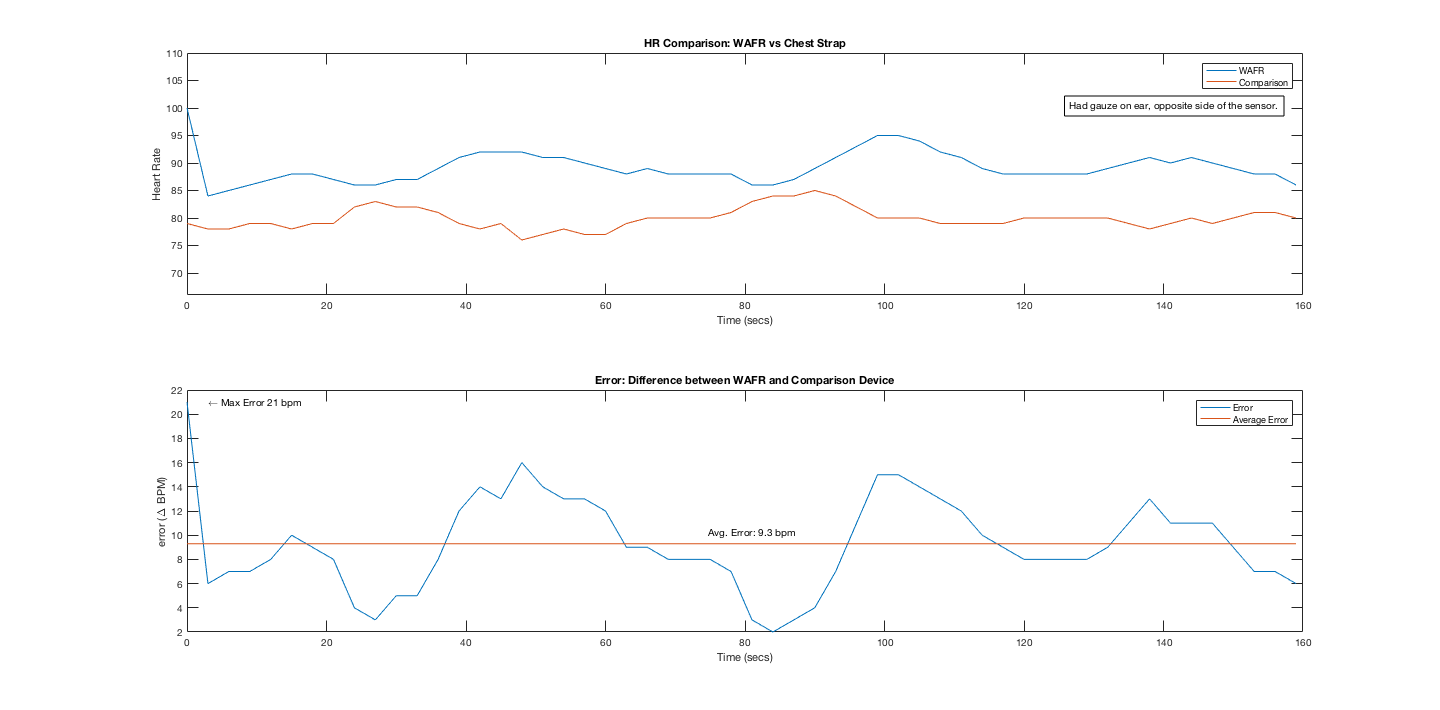 HR Comparison: WAFR vs Chest Strap
110
105
100
95
90
85
80
75
70
Heart Rate
WAFR
Comparison
Had gauze on ear, opposite side of the sensor.
0 20 40 60 80 100 120 140 160
Time (secs)
Error: Difference between WAFR and Comparison Device
22
20
18
16
14
12
10
8
6
4
2
error (Δ BPM)
← Max Error 21 bpm
Error
Average Error
Avg. Error: 9.3 bpm
0 20 40 60 80 100 120 140 160
Time (secs)